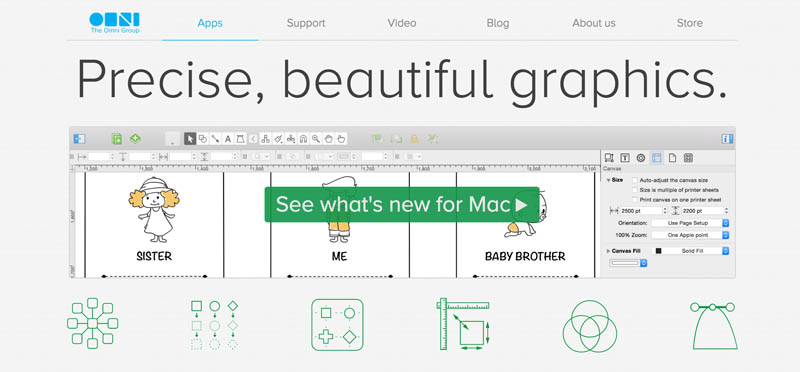 OMNI
The Omni Group
Apps
Support
Video
Blog
About us
Store
Precise, beautiful graphics.
A
T
Canvas
Size
Auto-adjust the canvas size
Size is multiple of printer sheets
Print canvas on one printer sheet
2500 pt
2200 pt
Orientation: Use Page Setup
100% Zoom: One Apple point
Canvas Fill
Solid Fill
1,200
1,300
1,400
1,500
1,600
1,700
1,800
1,900
2,000
2,100
See what's new for Mac
SISTER
ME
BABY BROTHER